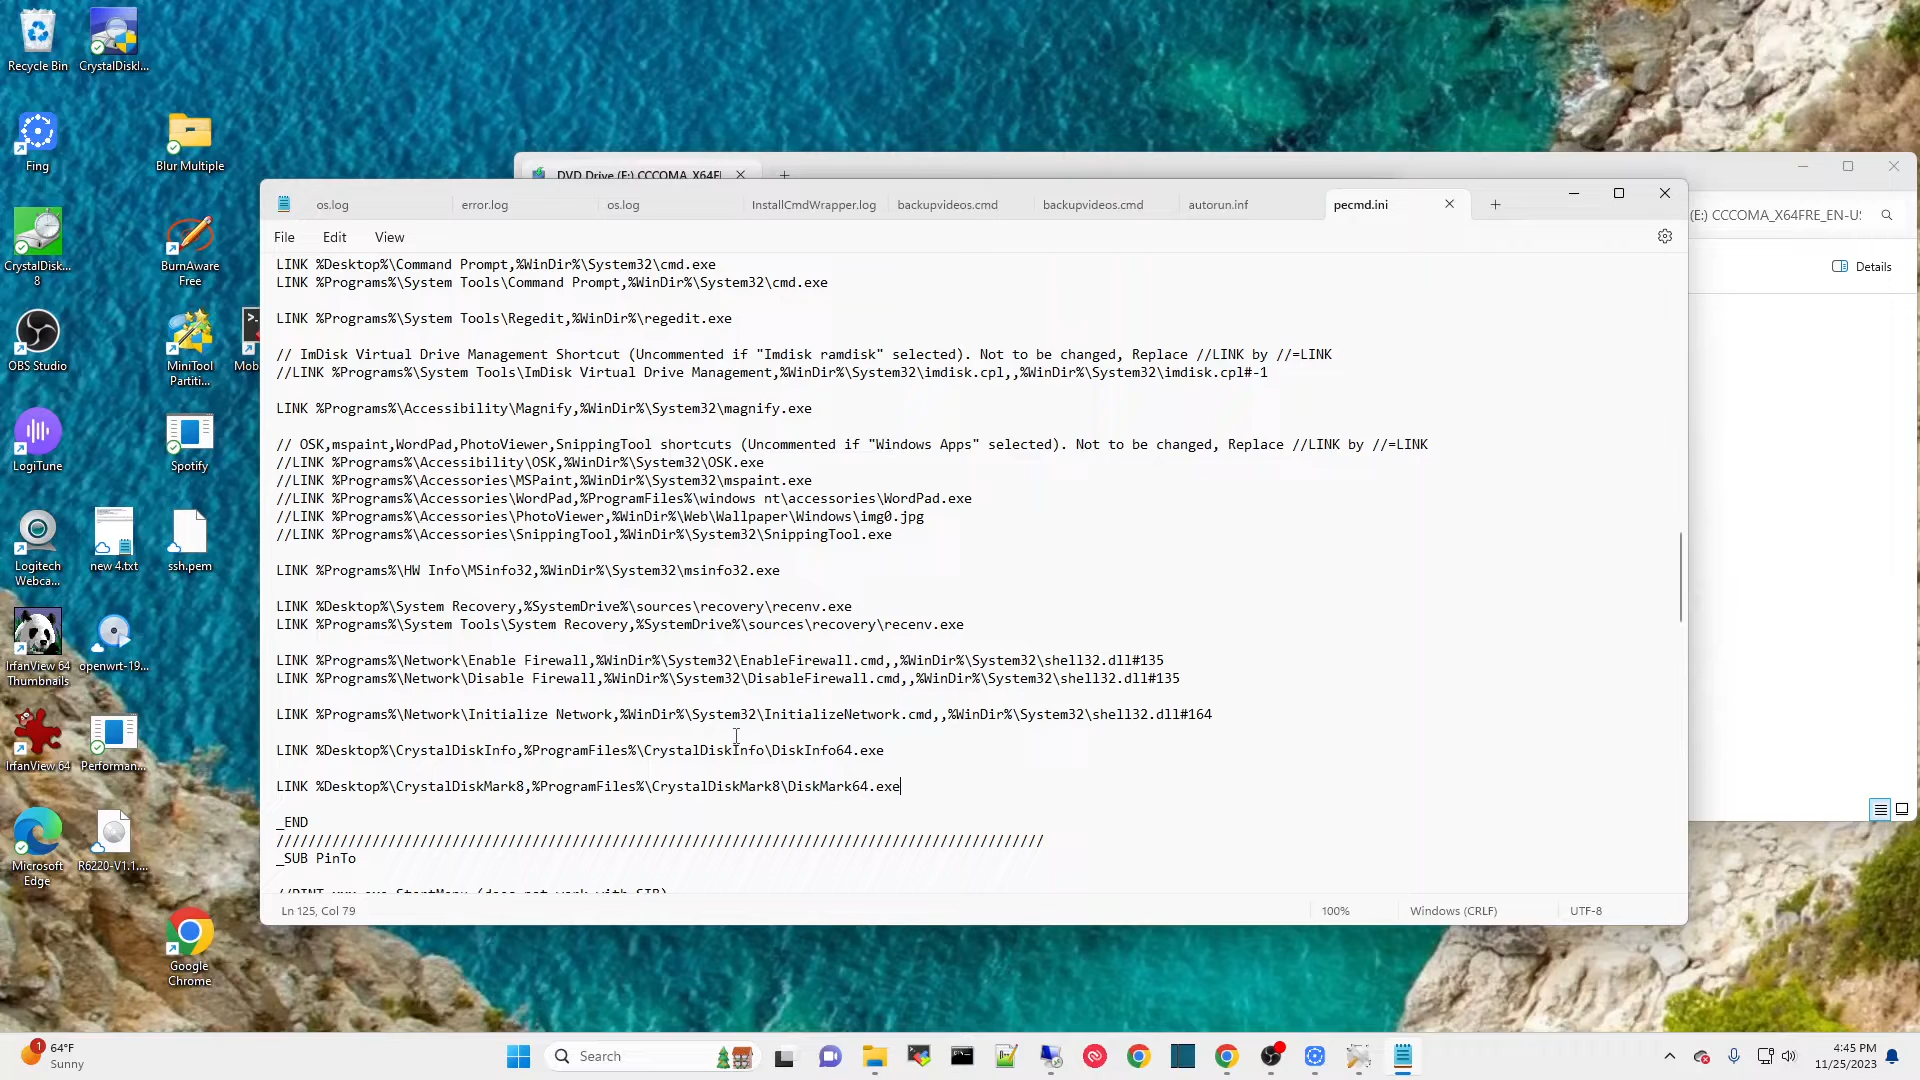 Recycle Bin
CrystalDiskI...
Fing
Blur Multiple
CrystalDisk...
8
BurnAware
Free
OBS Studio
MiniTool
Partiti...
Mob
LogiTune
Spotify
Logitech
Webca...
new 4.txt
ssh.pem
IrfanView 64
Thumbnails
openwrt-19...
IrfanView 64
Performan...
Microsoft
Edge
R6220-V1.1....
Google
Chrome
DVD Drive (E:) CCCOMA_X64F
(E:) CCCOMA_X64FRE_EN-U
Details
os.log
error.log
os.log
InstallCmdWrapper.log
backupvideos.cmd
backupvideos.cmd
autorun.inf
pecmd.ini
File
Edit
View
LINK %Desktop%\Command Prompt,%WinDir%\System32\cmd.exe
LINK %Programs%\System Tools\Command Prompt,%WinDir%\System32\cmd.exe
LINK %Programs%\System Tools\Regedit,%WinDir%\regedit.exe
// ImDisk Virtual Drive Management Shortcut (Uncommented if "Imdisk ramdisk" selected). Not to be changed, Replace //LINK by //=LINK
//LINK %Programs%\System Tools\ImDisk Virtual Drive Management,%WinDir%\System32\imdisk.cpl,,%WinDir%\System32\imdisk.cpl#-1
LINK %Programs%\Accessibility\Magnify,%WinDir%\System32\magnify.exe
// OSK,mspaint,WordPad,PhotoViewer,SnippingTool shortcuts (Uncommented if "Windows Apps" selected). Not to be changed, Replace //LINK by //=LINK
//LINK %Programs%\Accessibility\OSK,%WinDir%\System32\OSK.exe
//LINK %Programs%\Accessories\MSPaint,%WinDir%\System32\mspaint.exe
//LINK %Programs%\Accessories\WordPad,%ProgramFiles%\windows nt\accessories\WordPad.exe
//LINK %Programs%\Accessories\PhotoViewer,%WinDir%\Web\Wallpaper\Windows\img0.jpg
//LINK %Programs%\Accessories\SnippingTool,%WinDir%\System32\SnippingTool.exe
LINK %Programs%\HW Info\MSinfo32,%WinDir%\System32\msinfo32.exe
LINK %Desktop%\System Recovery,%SystemDrive%\sources\recovery\recenv.exe
LINK %Programs%\System Tools\System Recovery,%SystemDrive%\sources\recovery\recenv.exe
LINK %Programs%\Network\Enable Firewall,%WinDir%\System32\EnableFirewall.cmd,,%WinDir%\System32\shell32.dll#135
LINK %Programs%\Network\Disable Firewall,%WinDir%\System32\DisableFirewall.cmd,,%WinDir%\System32\shell32.dll#135
LINK %Programs%\Network\Initialize Network,%WinDir%\System32\InitializeNetwork.cmd,,%WinDir%\System32\shell32.dll#164
LINK %Desktop%\CrystalDiskInfo,%ProgramFiles%\CrystalDiskInfo\DiskInfo64.exe
LINK %Desktop%\CrystalDiskMark8,%ProgramFiles%\CrystalDiskMark8\DiskMark64.exe
_END
////////////////////////////////////////////////////////////////////////////////////////////////
_SUB PinTo
Ln 125, Col 79
100%
Windows (CRLF)
UTF-8
1
64°F
Sunny
Search
4:45 PM
11/25/2023